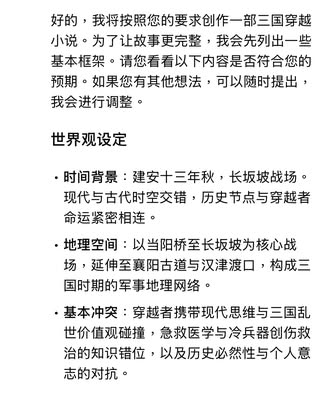 好的，我将按照您的要求创作一部三国穿越
小说。为了让故事更完整，我会先列出一些
基本框架。请您看看以下内容是否符合您的
预期。如果您有其他想法，可以随时提出，
我会进行调整。
世界观设定
• 时间背景：建安十三年秋，长坂坡战场。
现代与古代时空交错，历史节点与穿越者
命运紧密相连。
• 地理空间：以当阳桥至长坂坡为核心战
场，延伸至襄阳古道与汉津渡口，构成三
国时期的军事地理网络。
• 基本冲突：穿越者携带现代思维与三国乱
世价值观碰撞，急救医学与冷兵器创伤救
治的知识错位，以及历史必然性与个人意
志的对抗。